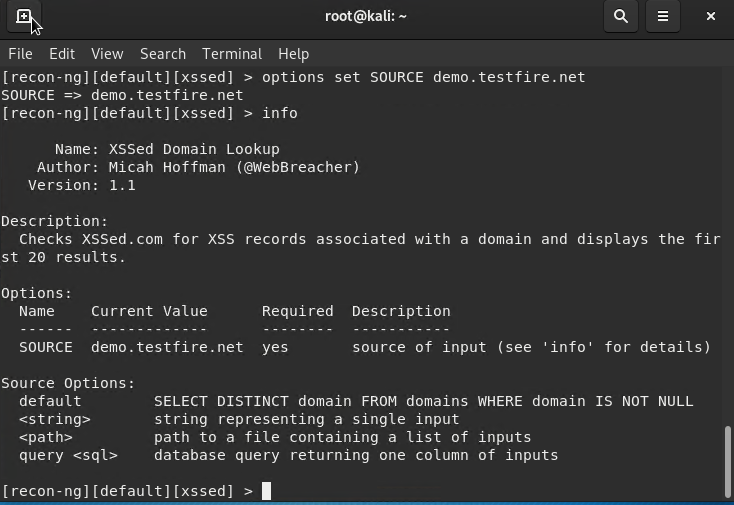 root@kali: ~
File Edit View Search Terminal Help
[recon-ng][default][xssed] > options set SOURCE demo.testfire.net
SOURCE => demo.testfire.net
[recon-ng][default][xssed] > info
Name: XSSed Domain Lookup
Author: Micah Hoffman (@WebBreacher)
Version: 1.1
Description:
Checks XSSed.com for XSS records associated with a domain and displays the fir
st 20 results.
Options:
Name Current Value Required Description
------ ------------- -------- -----------
SOURCE demo.testfire.net yes source of input (see 'info' for details)
Source Options:
default SELECT DISTINCT domain FROM domains WHERE domain IS NOT NULL
<string> string representing a single input
<path> path to a file containing a list of inputs
query <sql> database query returning one column of inputs
[recon-ng][default][xssed] >